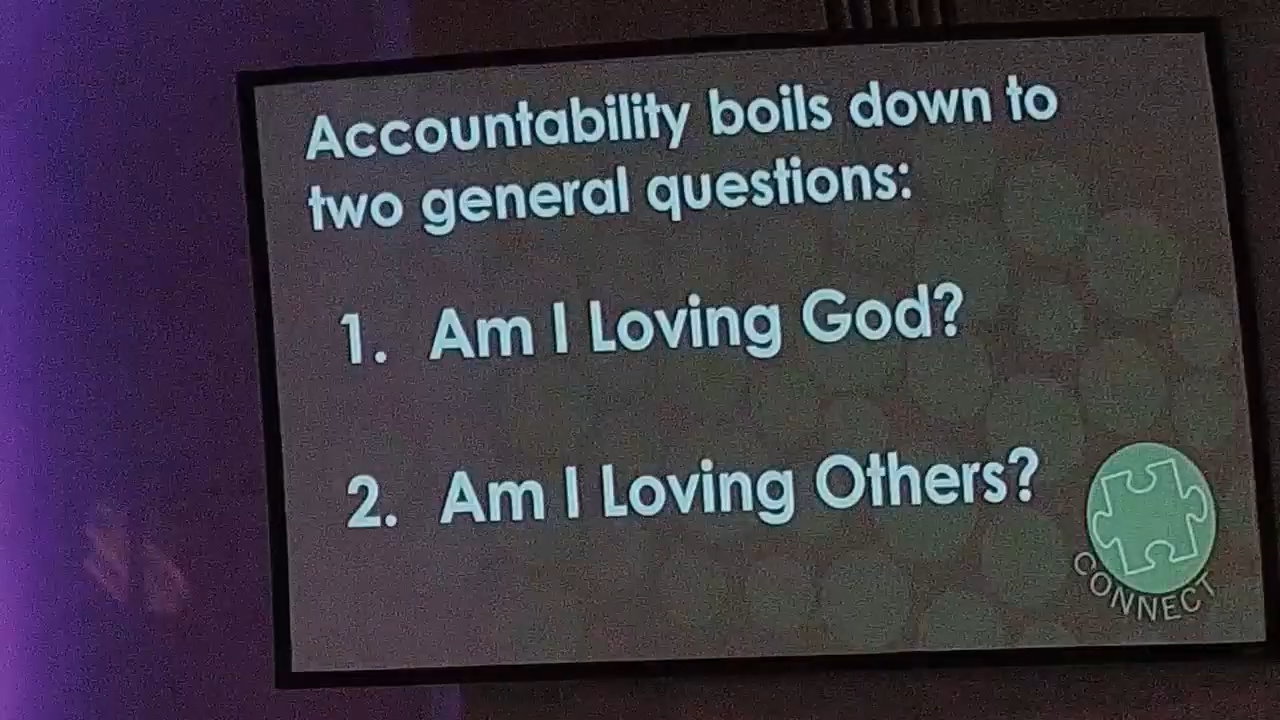 Accountability boils down to
two general questions:
1. Am I Loving God?
2. Am I Loving Others?
CONNECT